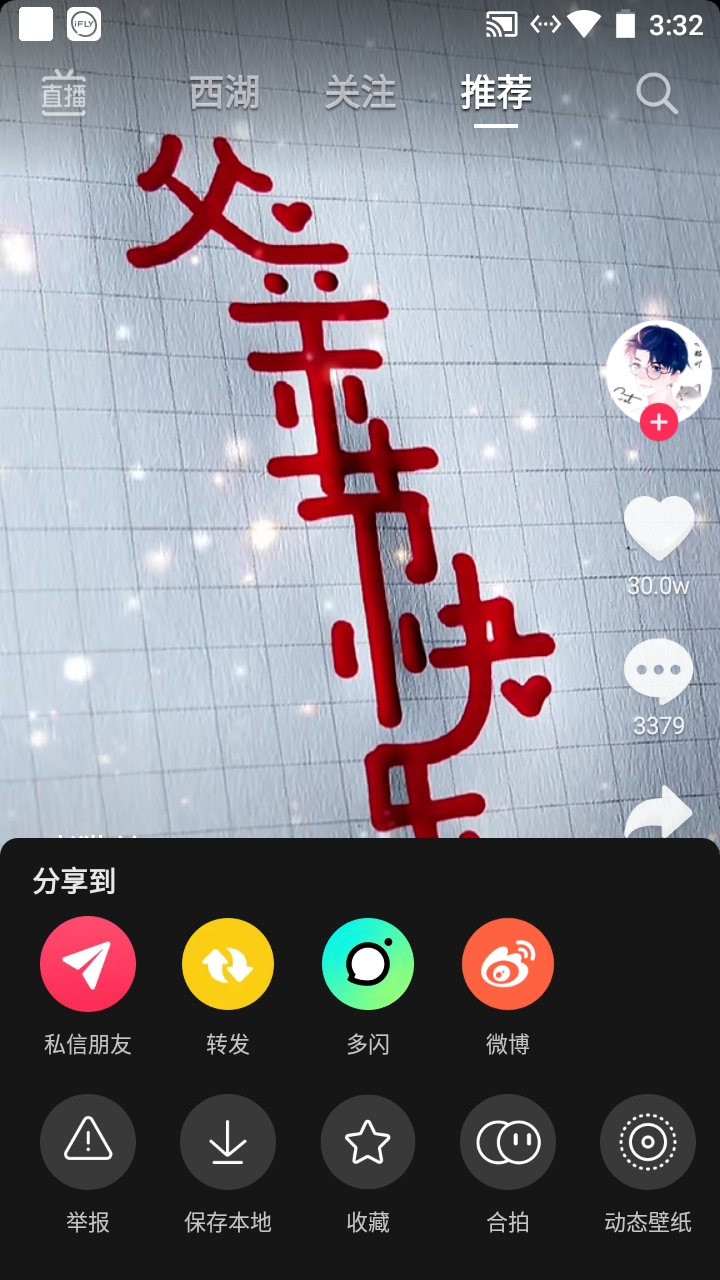 iFLY
3:32
直播
西湖 关注 推荐
父亲节快乐
30.0w
3379
分享到
私信朋友 转发 多闪 微博
举报 保存本地 收藏 合拍 动态壁纸